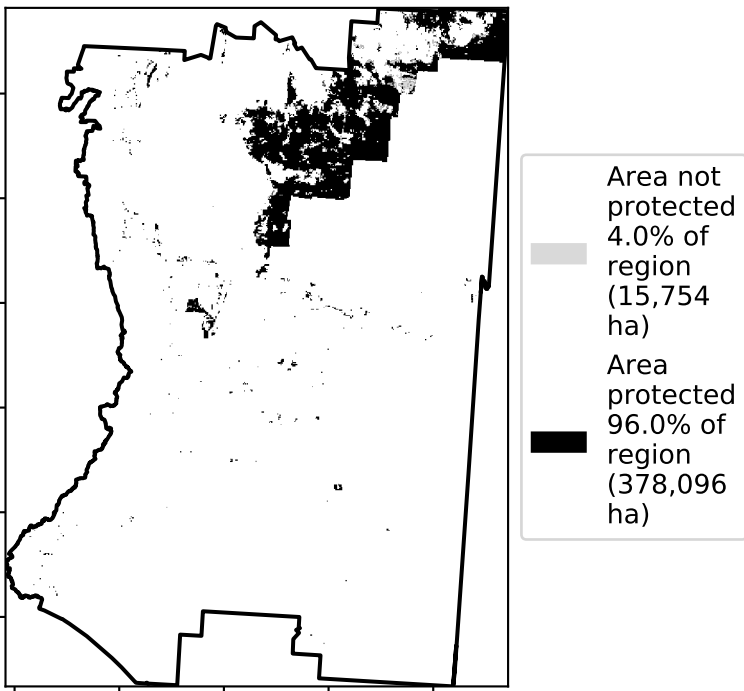 Area not
protected
4.0% of
region
(15,754
ha)
Area
protected
96.0% of
region
(378,096
ha)